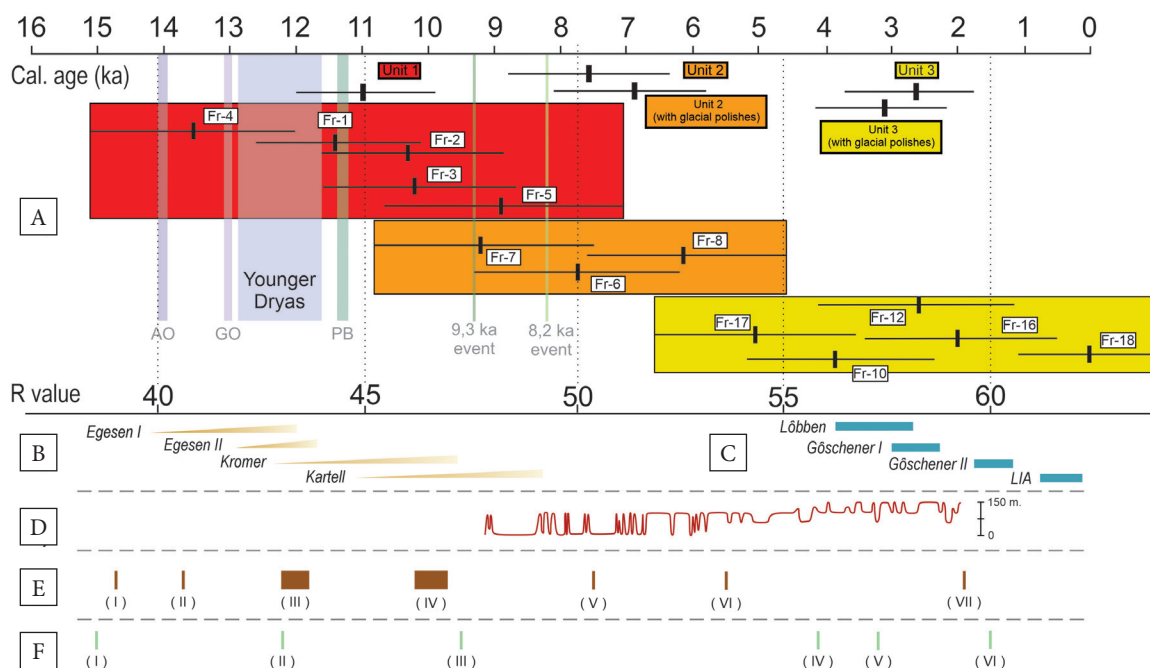 16 15 14 13 12 11 10 9 8 7 6 5 4 3 2 1 0
Cal. age (ka)
Unit 1
Unit 2
Unit 3
Unit 2
(with glacial polishes)
Unit 3
(with glacial polishes)
A
Fr-4
Fr-1
Fr-2
Fr-3
Fr-5
Fr-7
Fr-8
Fr-6
Younger
Dryas
AO
GO
PB
9,3 ka
event
8,2 ka
event
Fr-17
Fr-12
Fr-16
Fr-18
Fr-10
R value
40 45 50 55 60
B
Egesen I
Egesen II
Kromer
Kartell
C
Löbben
Göschener I
Göschener II
LIA
D
150 m.
0
E
( I )
( II )
( III )
( IV )
( V )
( VI )
( VII )
F
( I )
( II )
( III )
( IV )
( V )
( VI )